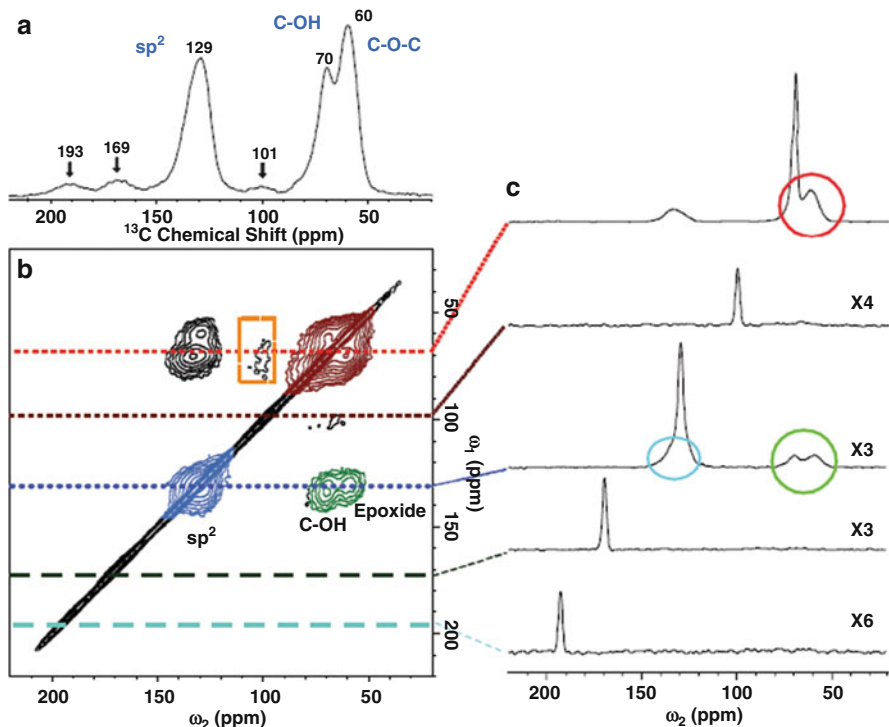 a
sp²
129
C-OH
60
70
C-O-C
193
169
101
200
150
100
50
¹³C Chemical Shift (ppm)
b
50
100
150
200
ω₁ (ppm)
sp²
C-OH
Epoxide
200
150
100
50
ω₂ (ppm)
c
X4
X3
X3
X6
200
150
100
50
ω₂ (ppm)